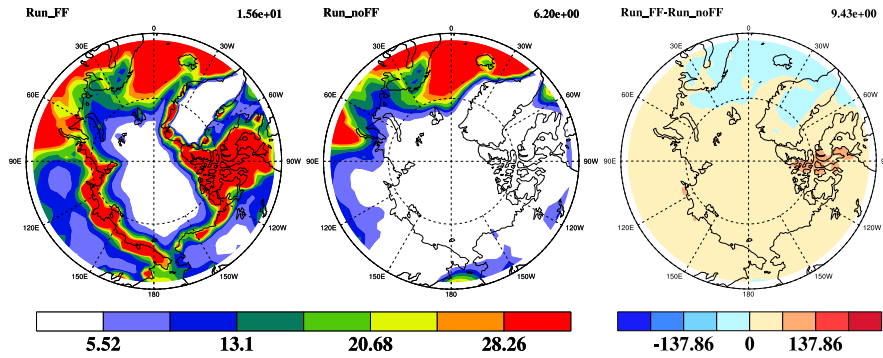 Run_FF 1.56e+01
0
30W 30E
60W 60E
90E 90W
120E 120W
150E 150W
180
Run_noFF 6.20e+00
0
30W 30E
60W 60E
90E 90W
120E 120W
150E 150W
180
Run_FF-Run_noFF 9.43e+00
0
30W 30E
60W 60E
90E 90W
120E 120W
150E 150W
180
5.52 13.1 20.68 28.26
-137.86 0 137.86